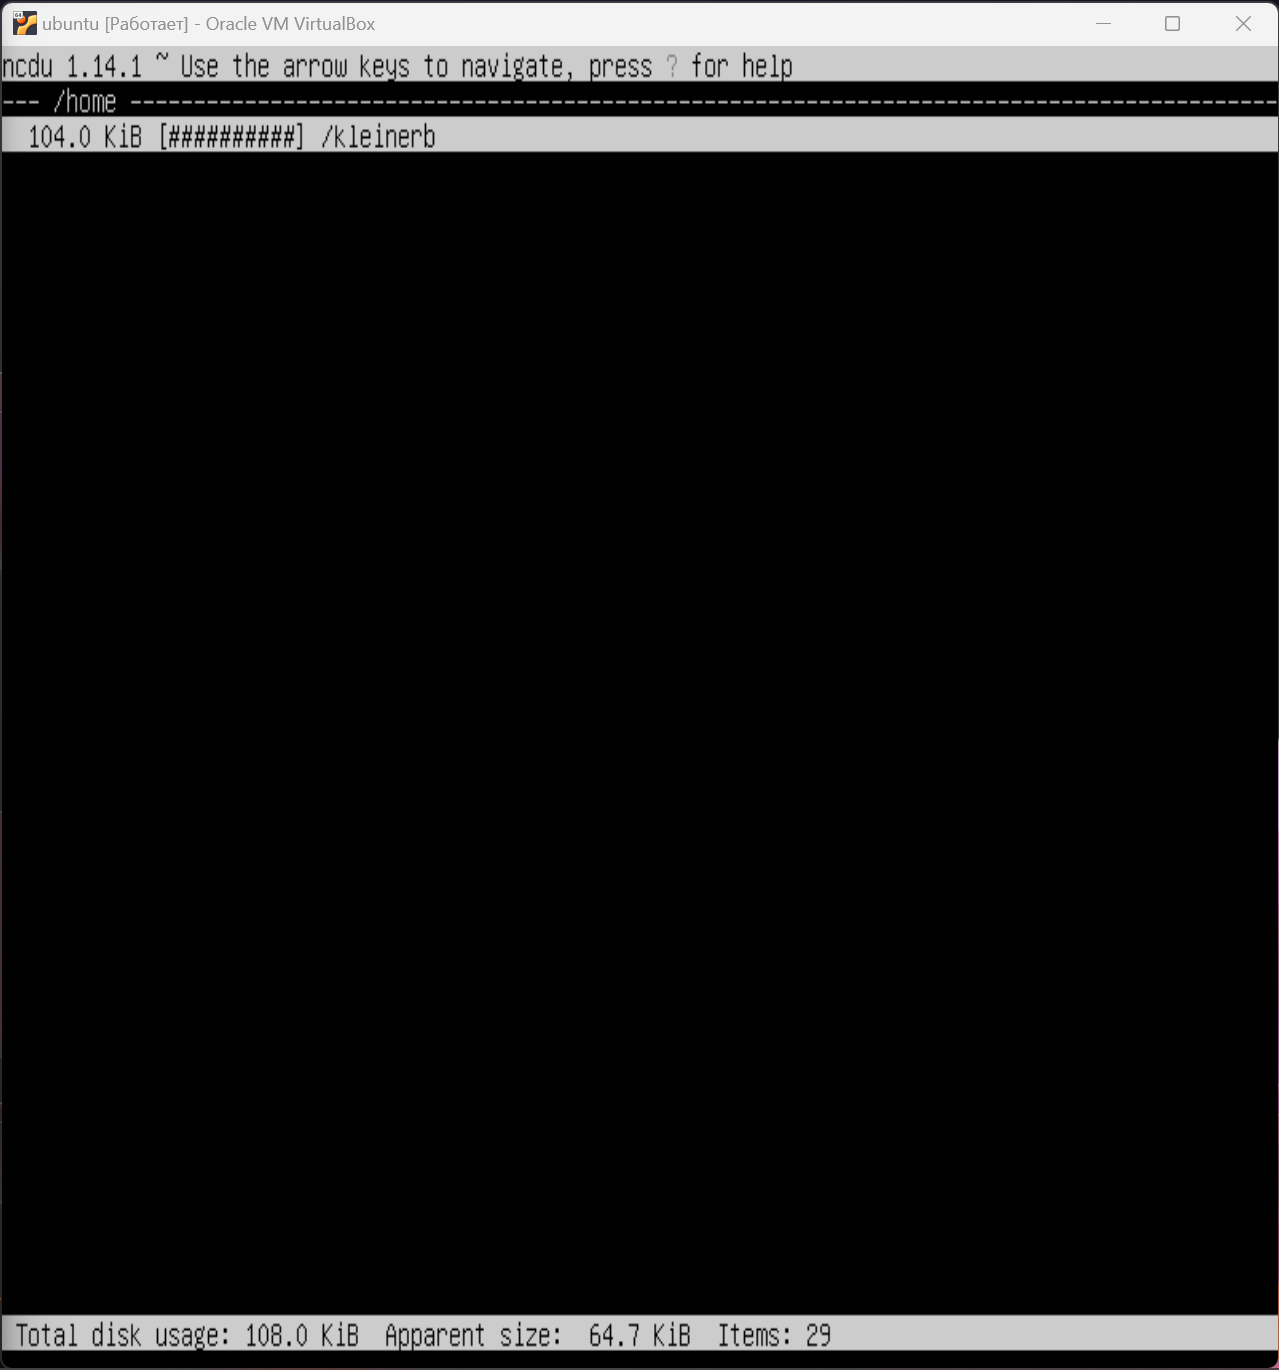 ubuntu [Работает] - Oracle VM VirtualBox
ncdu 1.14.1 ~ Use the arrow keys to navigate, press ? for help
--- /home ------------------------------------------------------------------------------------------
  104.0 KiB [##########] /kleinerb
Total disk usage: 108.0 KiB  Apparent size:  64.7 KiB  Items: 29